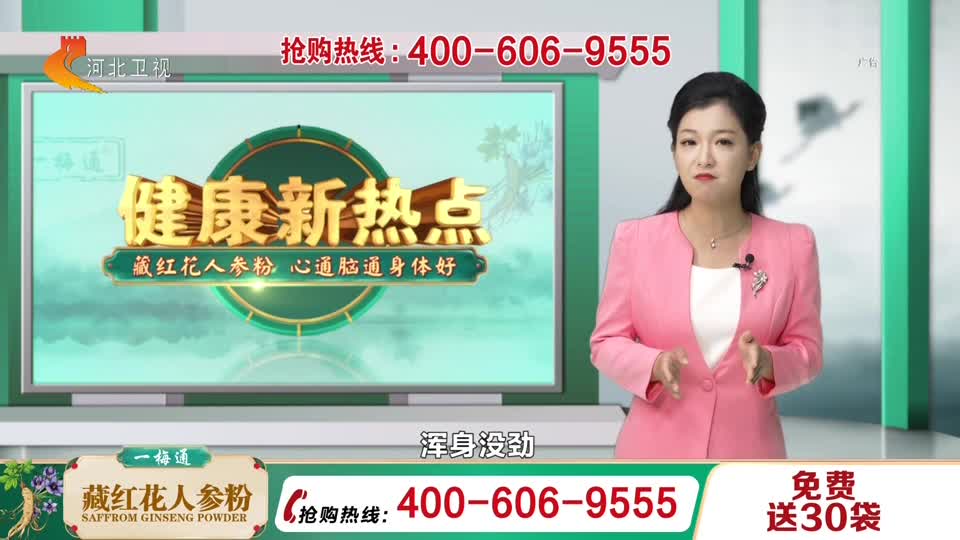 抢购热线：400-606-9555
河北卫视
广告
一梅通
健康新热点
藏红花人参粉 心通脑通身体好
浑身没劲
一梅通
藏红花人参粉
SAFFROM GINSENG POWDER
抢购热线：400-606-9555
免费
送30袋